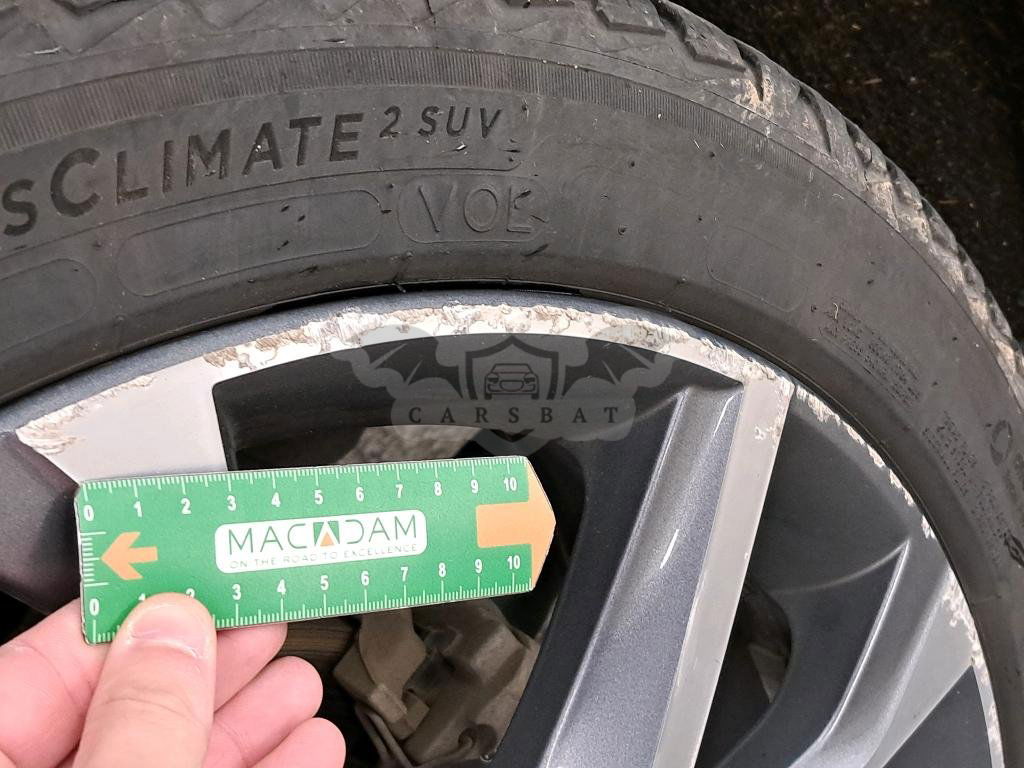 SCLIMATE 2 SUV
VOL
CARSBAT
0 1 2 3 4 5 6 7 8 9 10
MACADAM
ON THE ROAD TO EXCELLENCE
0 1 2 3 4 5 6 7 8 9 10